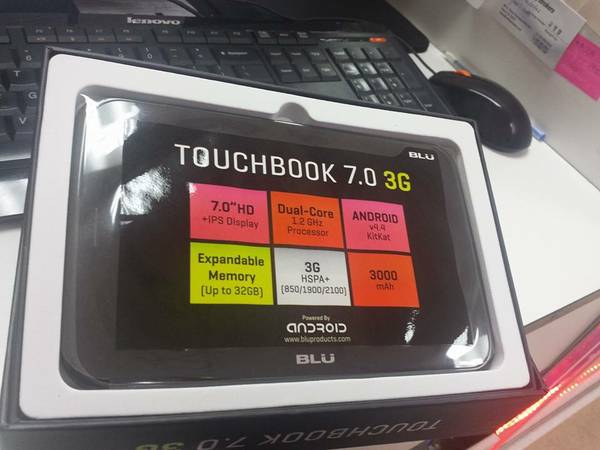 lenovo
BLU
TOUCHBOOK 7.0 3G
7.0"HD
+IPS Display
Dual-Core
1.2 GHz
Processor
ANDROID
v4.4
KitKat
Expandable
Memory
(Up to 32GB)
3G
HSPA+
(850/1900/2100)
3000
mAh
Powered By
ANDROID
www.bluproducts.com
BLU
TOUCHBOOK 7.0 3G